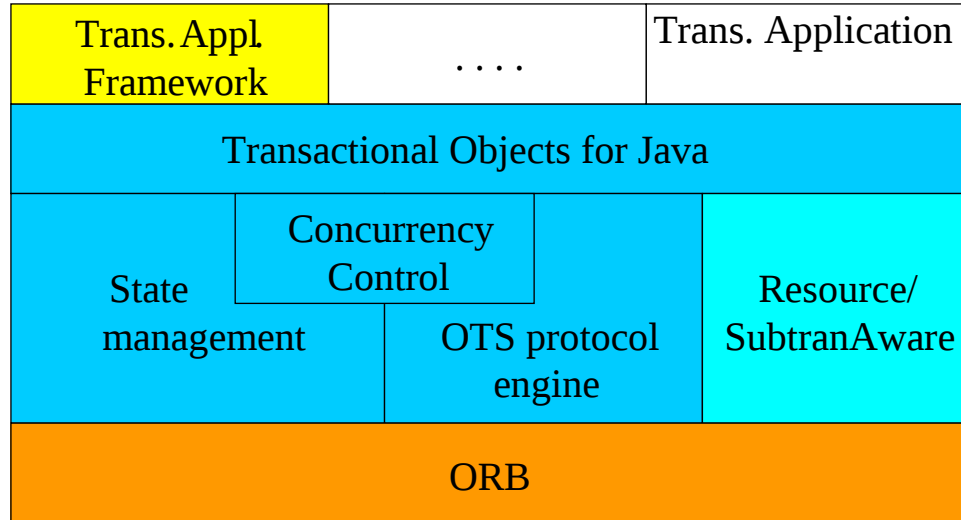 Trans. Appl.
Framework
. . . .
Trans. Application
Transactional Objects for Java
Concurrency
Control
State
management
OTS protocol
engine
Resource/
SubtranAware
ORB